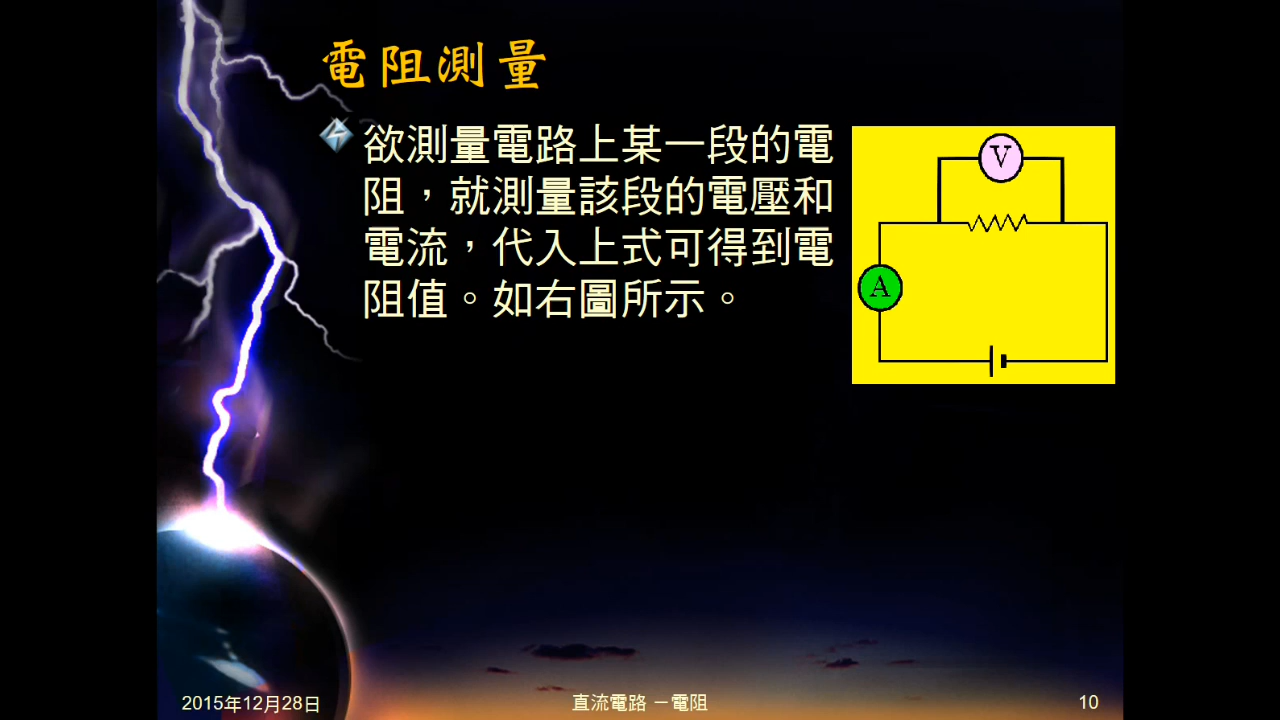 電阻測量
欲測量電路上某一段的電
阻，就測量該段的電壓和
電流，代入上式可得到電
阻值。如右圖所示。
V
A
2015年12月28日
直流電路 － 電阻
10